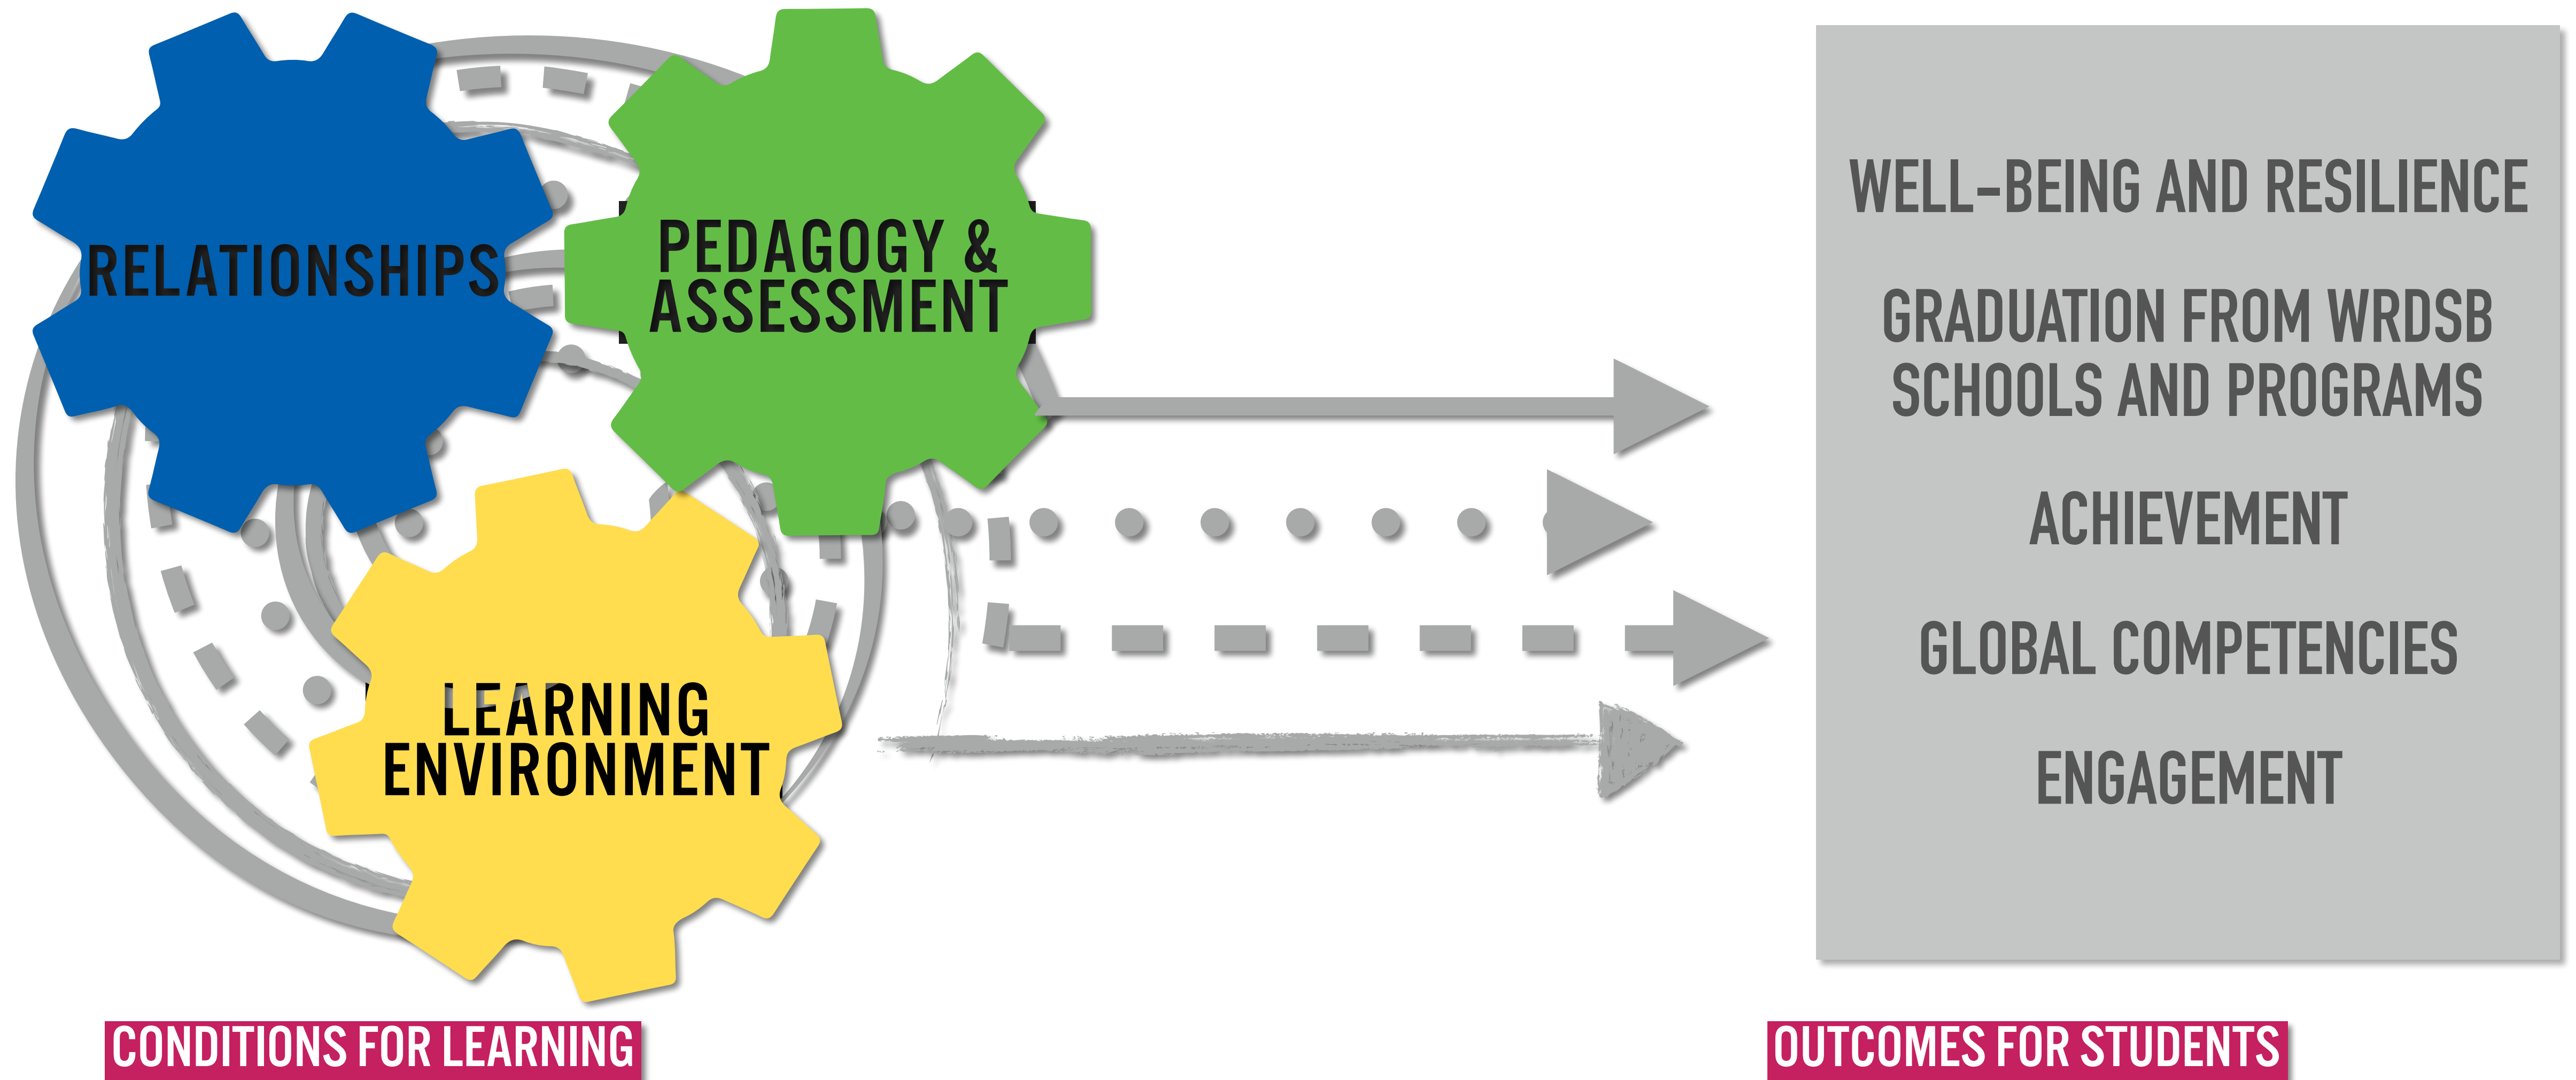 RELATIONSHIPS
PEDAGOGY &
ASSESSMENT
LEARNING
ENVIRONMENT
CONDITIONS FOR LEARNING
WELL-BEING AND RESILIENCE
GRADUATION FROM WRDSB
SCHOOLS AND PROGRAMS
ACHIEVEMENT
GLOBAL COMPETENCIES
ENGAGEMENT
OUTCOMES FOR STUDENTS